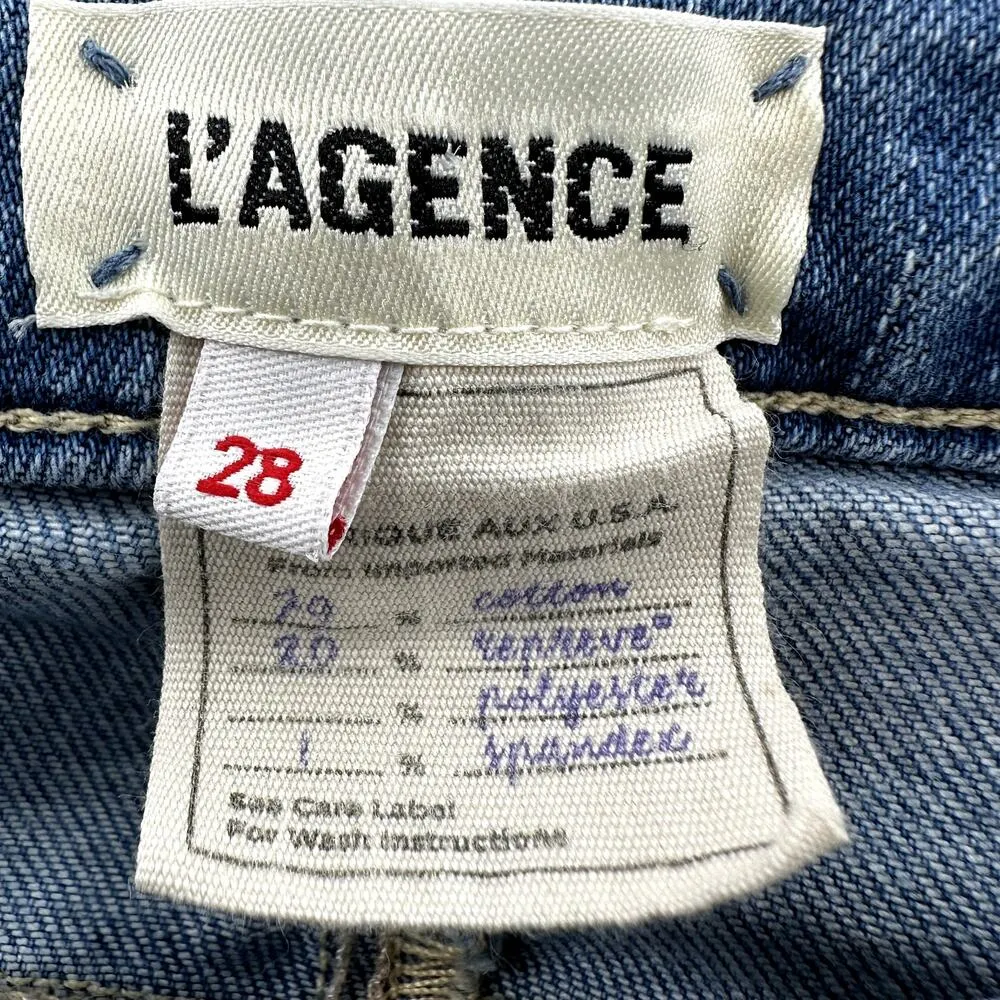 L'AGENCE
28
IQUE AUX U.S.A.
From Imported Materials
79 % cotton
20 % repreve®
% polyester
1 % spandex
See Care Label
For Wash Instructions